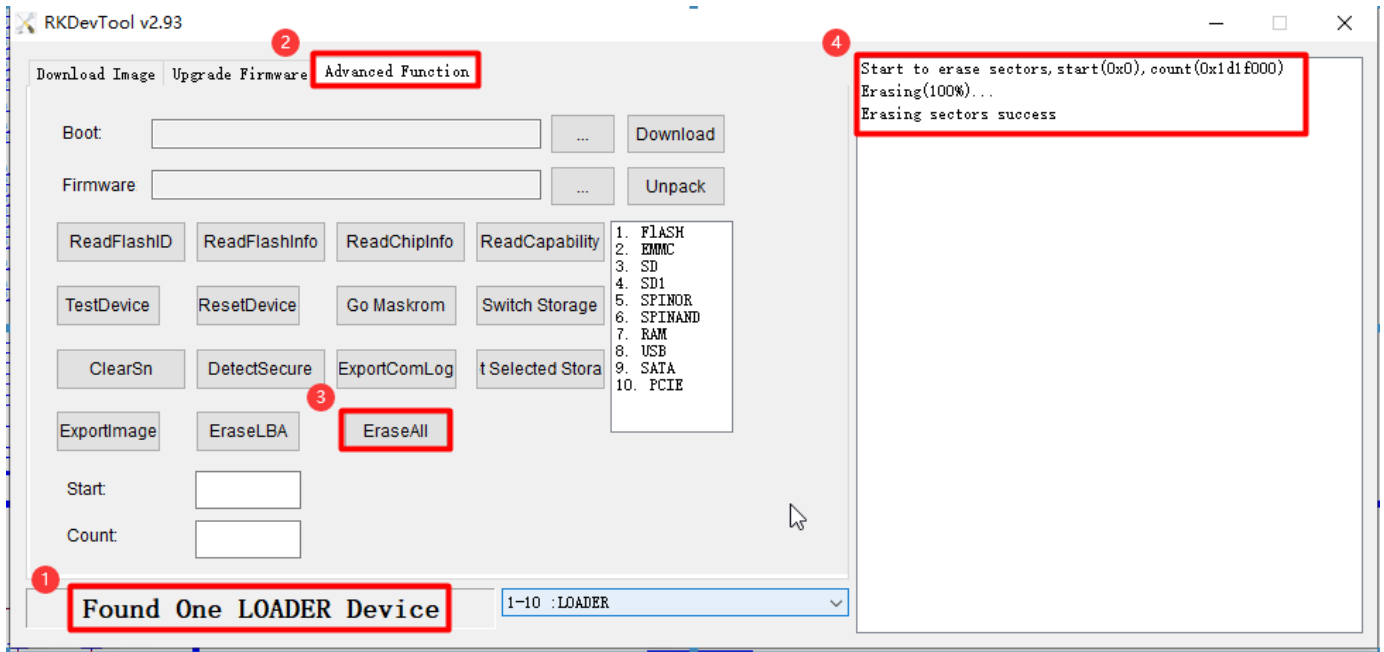 RKDevTool v2.93
2
4
Download Image
Upgrade Firmware
Advanced Function
Boot:
...
Download
Firmware
...
Unpack
ReadFlashID
ReadFlashInfo
ReadChipInfo
ReadCapability
1. FlASH
2. EMMC
3. SD
4. SD1
5. SPINOR
6. SPINAND
7. RAM
8. USB
9. SATA
10. PCIE
TestDevice
ResetDevice
Go Maskrom
Switch Storage
ClearSn
DetectSecure
ExportComLog
t Selected Stora
3
ExportImage
EraseLBA
EraseAll
Start:
Count:
1
Found One LOADER Device
1-10 :LOADER
Start to erase sectors,start(0x0),count(0x1d1f000)
Erasing(100%)...
Erasing sectors success